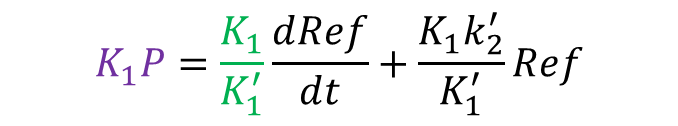 K₁P = K₁/K₁′ dRef/dt + K₁k₂′/K₁′ Ref